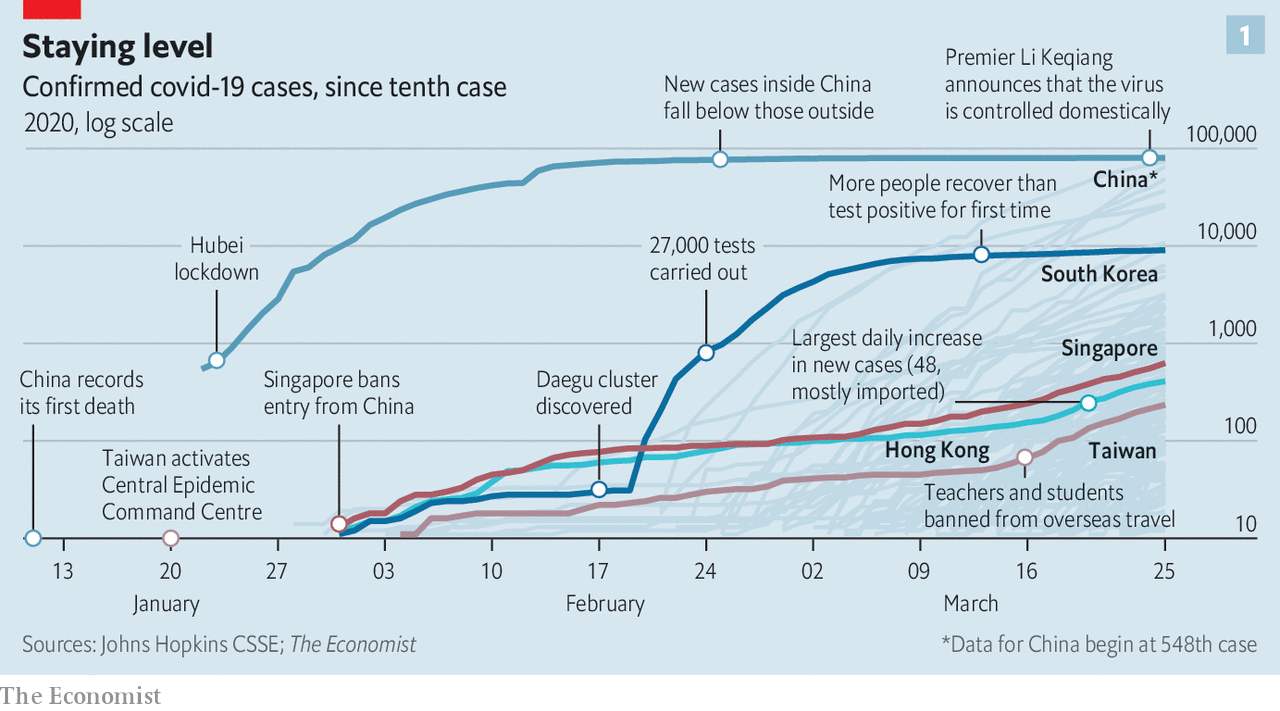 Staying level
1
Confirmed covid-19 cases, since tenth case
2020, log scale
New cases inside China
fall below those outside
Premier Li Keqiang
announces that the virus
is controlled domestically
100,000
China*
More people recover than
test positive for first time
10,000
Hubei
lockdown
27,000 tests
carried out
South Korea
1,000
Largest daily increase
in new cases (48,
mostly imported)
Singapore
China records
its first death
Singapore bans
entry from China
Daegu cluster
discovered
100
Hong Kong
Taiwan
Taiwan activates
Central Epidemic
Command Centre
Teachers and students
banned from overseas travel
10
13 20 27 03 10 17 24 02 09 16 25
January February March
Sources: Johns Hopkins CSSE; The Economist
*Data for China begin at 548th case
The Economist